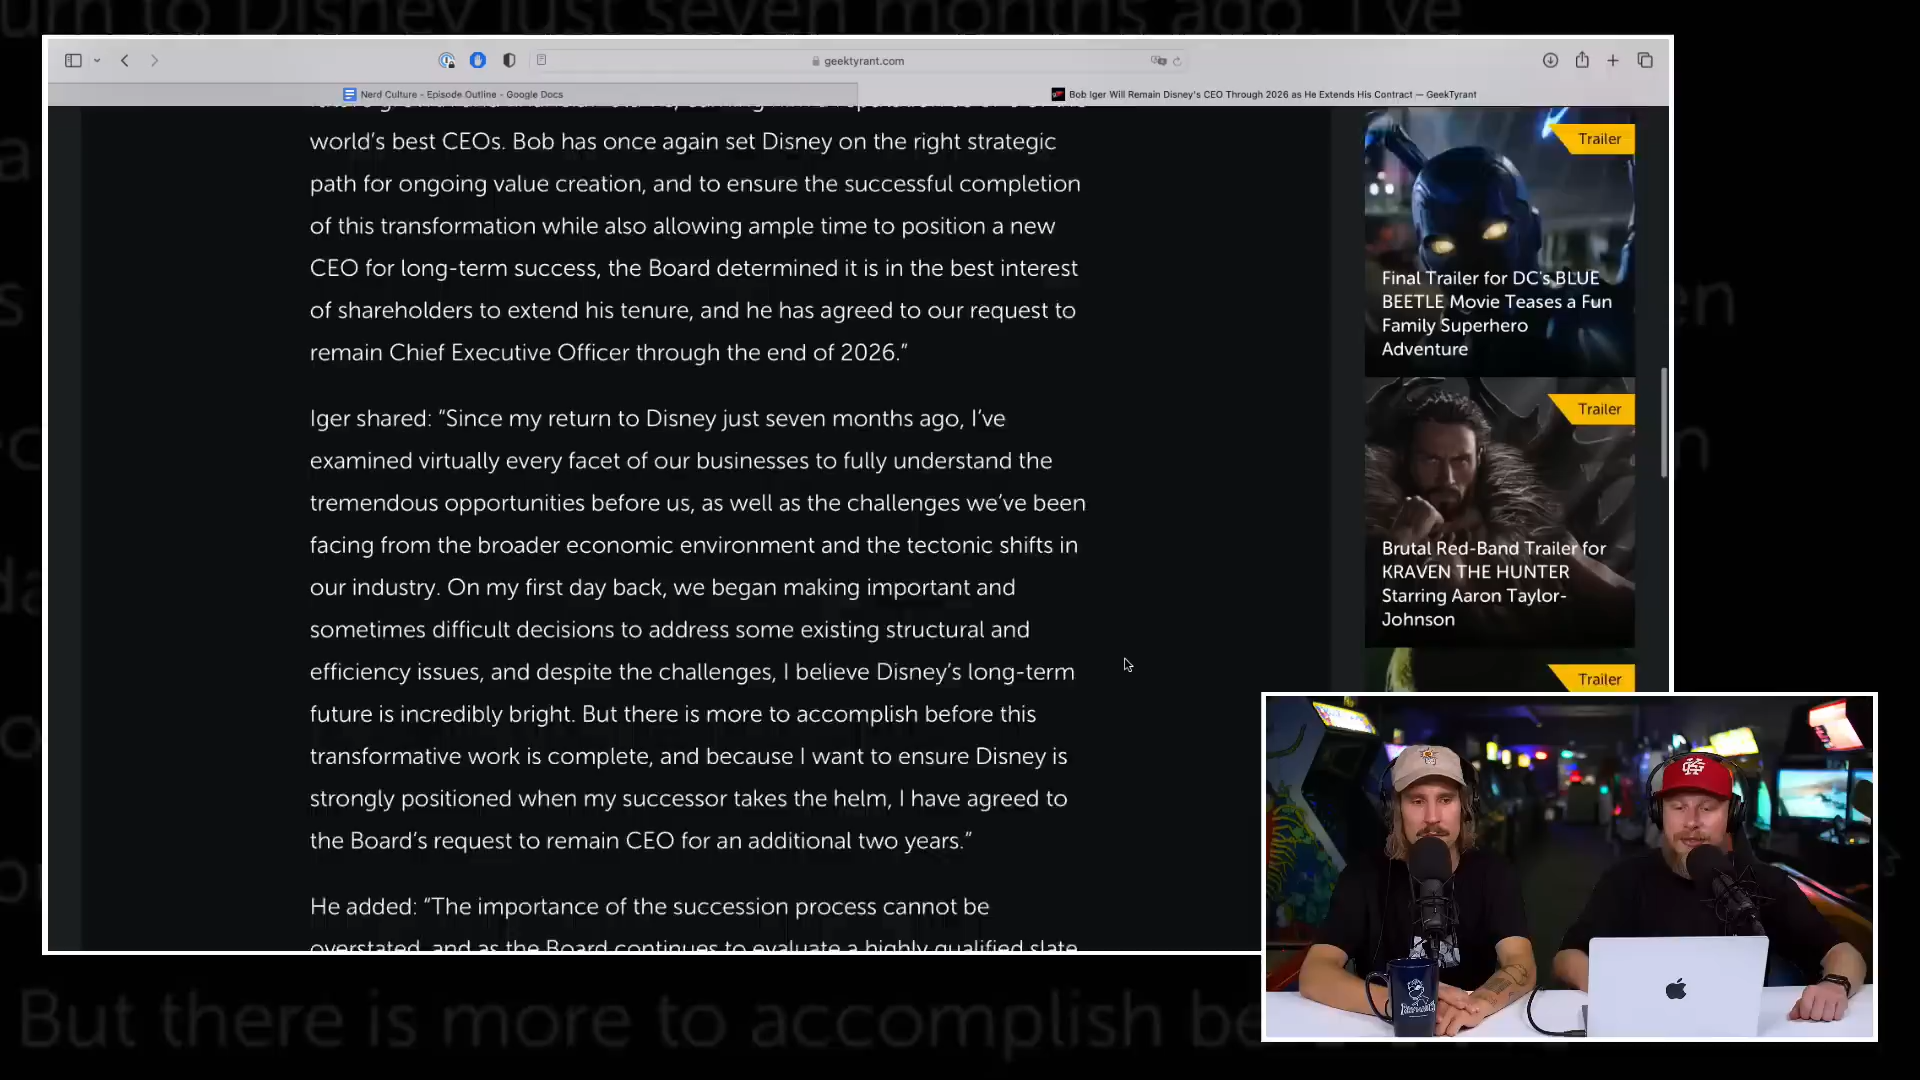 geektyrant.com
Nerd Culture - Episode Outline - Google Docs
Bob Iger Will Remain Disney's CEO Through 2026 as He Extends His Contract — GeekTyrant
world's best CEOs. Bob has once again set Disney on the right strategic
path for ongoing value creation, and to ensure the successful completion
of this transformation while also allowing ample time to position a new
CEO for long-term success, the Board determined it is in the best interest
of shareholders to extend his tenure, and he has agreed to our request to
remain Chief Executive Officer through the end of 2026.”
Iger shared: “Since my return to Disney just seven months ago, I've
examined virtually every facet of our businesses to fully understand the
tremendous opportunities before us, as well as the challenges we've been
facing from the broader economic environment and the tectonic shifts in
our industry. On my first day back, we began making important and
sometimes difficult decisions to address some existing structural and
efficiency issues, and despite the challenges, I believe Disney's long-term
future is incredibly bright. But there is more to accomplish before this
transformative work is complete, and because I want to ensure Disney is
strongly positioned when my successor takes the helm, I have agreed to
the Board's request to remain CEO for an additional two years.”
He added: “The importance of the succession process cannot be
overstated, and as the Board continues to evaluate a highly qualified slate
Trailer
Final Trailer for DC's BLUE
BEETLE Movie Teases a Fun
Family Superhero
Adventure
Trailer
Brutal Red-Band Trailer for
KRAVEN THE HUNTER
Starring Aaron Taylor-
Johnson
Trailer
urn to Disney just seven months ago, I've
But there is more to accomplish be